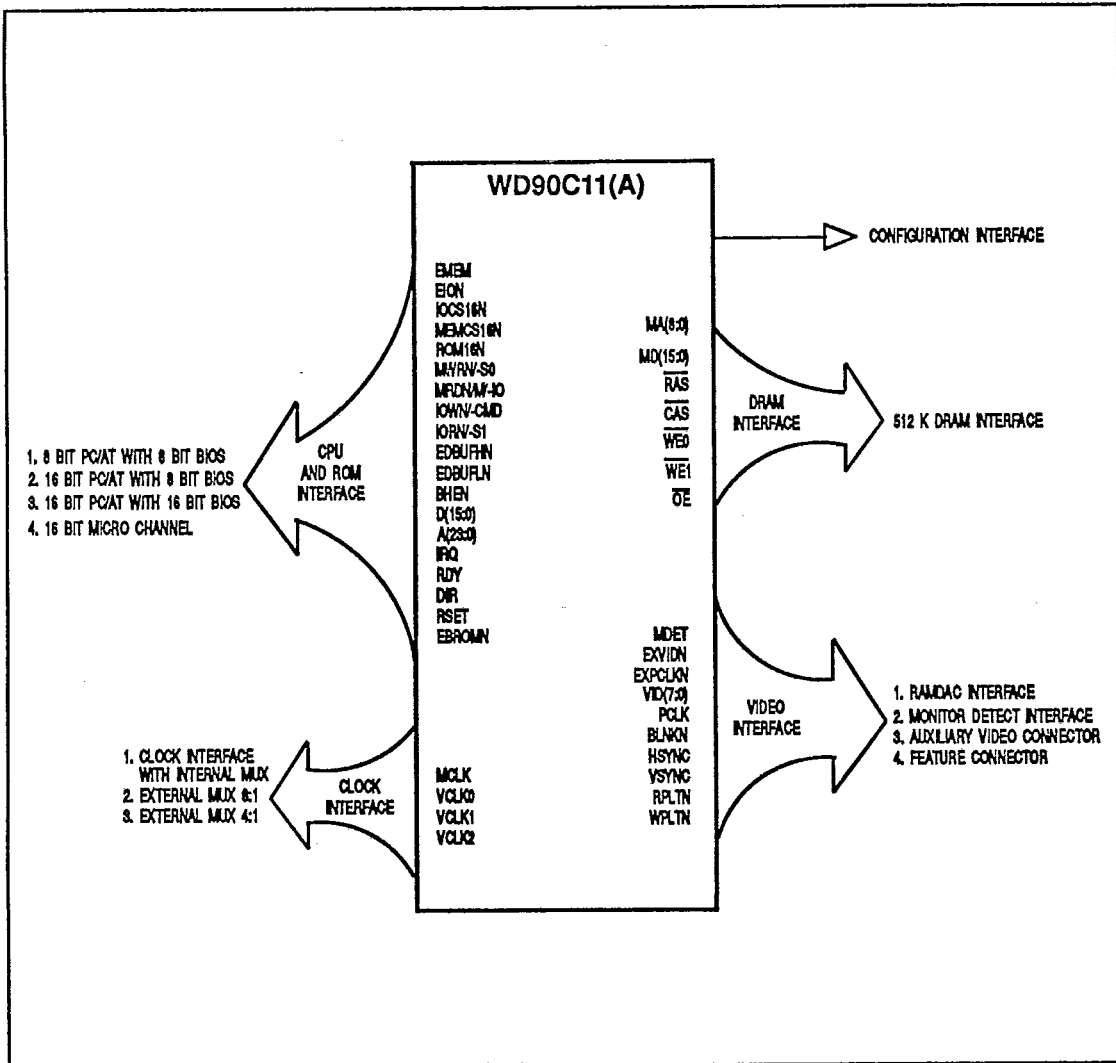 WD90C11(A)
CONFIGURATION INTERFACE
EMEM
EION
IOCS16N
MEMCS16N
ROM16N
MWRN/-S0
MRDN/M/-IO
IOWN/-CMD
IORN/-S1
EDBUFHN
EDBUFLN
BHEN
D(15:0)
A(23:0)
IRQ
RDY
DIR
RSET
EBROMN
CPU
AND ROM
INTERFACE
1. 8 BIT PC/AT WITH 8 BIT BIOS
2. 16 BIT PC/AT WITH 8 BIT BIOS
3. 16 BIT PC/AT WITH 16 BIT BIOS
4. 16 BIT MICRO CHANNEL
MA(8:0)
MD(15:0)
RAS
CAS
WE0
WE1
OE
DRAM
INTERFACE
512 K DRAM INTERFACE
MDET
EXVIDN
EXPCLKN
VID(7:0)
PCLK
BLNKN
HSYNC
VSYNC
RPLTN
WPLTN
VIDEO
INTERFACE
1. RAMDAC INTERFACE
2. MONITOR DETECT INTERFACE
3. AUXILIARY VIDEO CONNECTOR
4. FEATURE CONNECTOR
1. CLOCK INTERFACE
WITH INTERNAL MUX
2. EXTERNAL MUX 8:1
3. EXTERNAL MUX 4:1
CLOCK
INTERFACE
MCLK
VCLK0
VCLK1
VCLK2